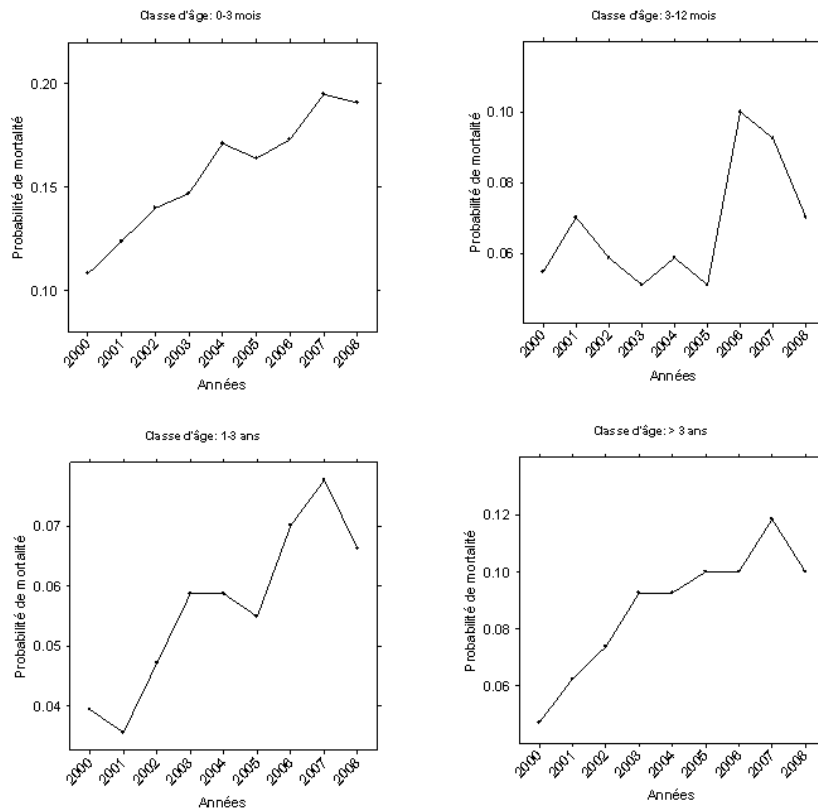 Classe d'âge: 0-3 mois
Probabilité de mortalité
0.20
0.15
0.10
2000 2001 2002 2003 2004 2005 2006 2007 2008
Années
Classe d'âge: 3-12 mois
Probabilité de mortalité
0.10
0.08
0.06
2000 2001 2002 2003 2004 2005 2006 2007 2008
Années
Classe d'âge: 1-3 ans
Probabilité de mortalité
0.07
0.06
0.05
0.04
2000 2001 2002 2003 2004 2005 2006 2007 2008
Années
Classe d'âge: > 3 ans
Probabilité de mortalité
0.12
0.10
0.08
0.06
2000 2001 2002 2003 2004 2005 2006 2007 2008
Années